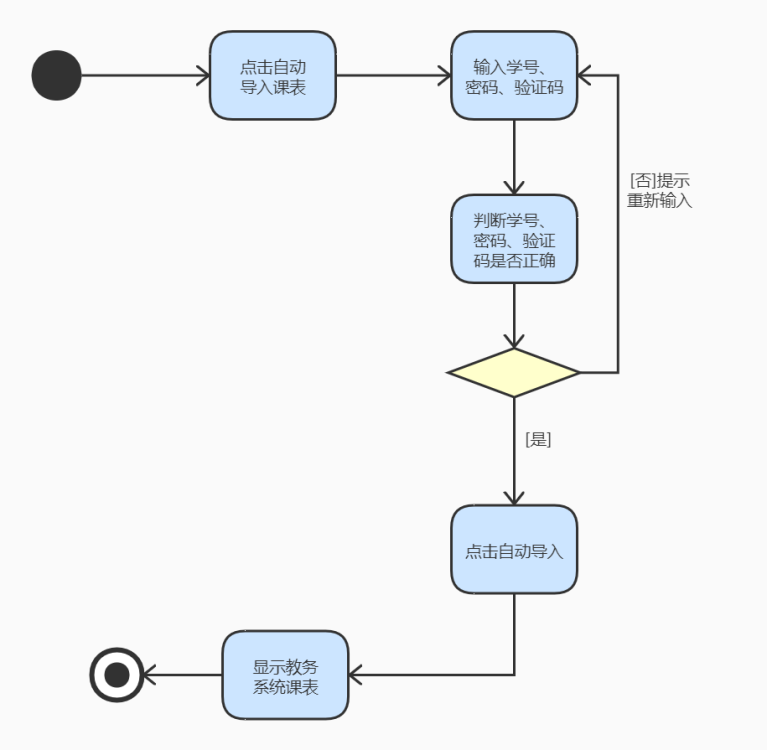 点击自动
导入课表
输入学号、
密码、验证码
[否]提示
重新输入
判断学号、
密码、验证
码是否正确
[是]
点击自动导入
显示教务
系统课表